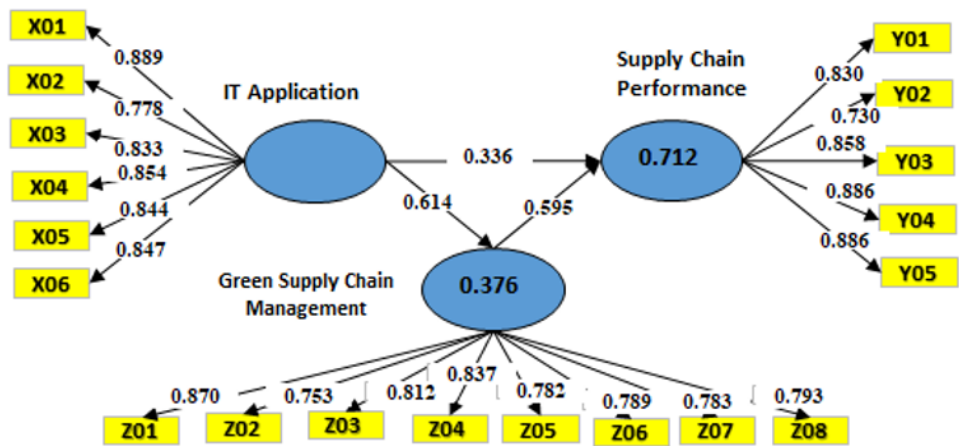 X01
0.889
X02
0.778
X03
0.833
X04
0.854
X05
0.844
X06
0.847
IT Application
0.336
0.614
0.595
Supply Chain
Performance
0.712
Y01
0.830
Y02
0.730
Y03
0.858
Y04
0.886
Y05
0.886
Green Supply Chain
Management
0.376
0.870
0.753
0.812
0.837
0.782
0.789
0.783
0.793
Z01
Z02
Z03
Z04
Z05
Z06
Z07
Z08